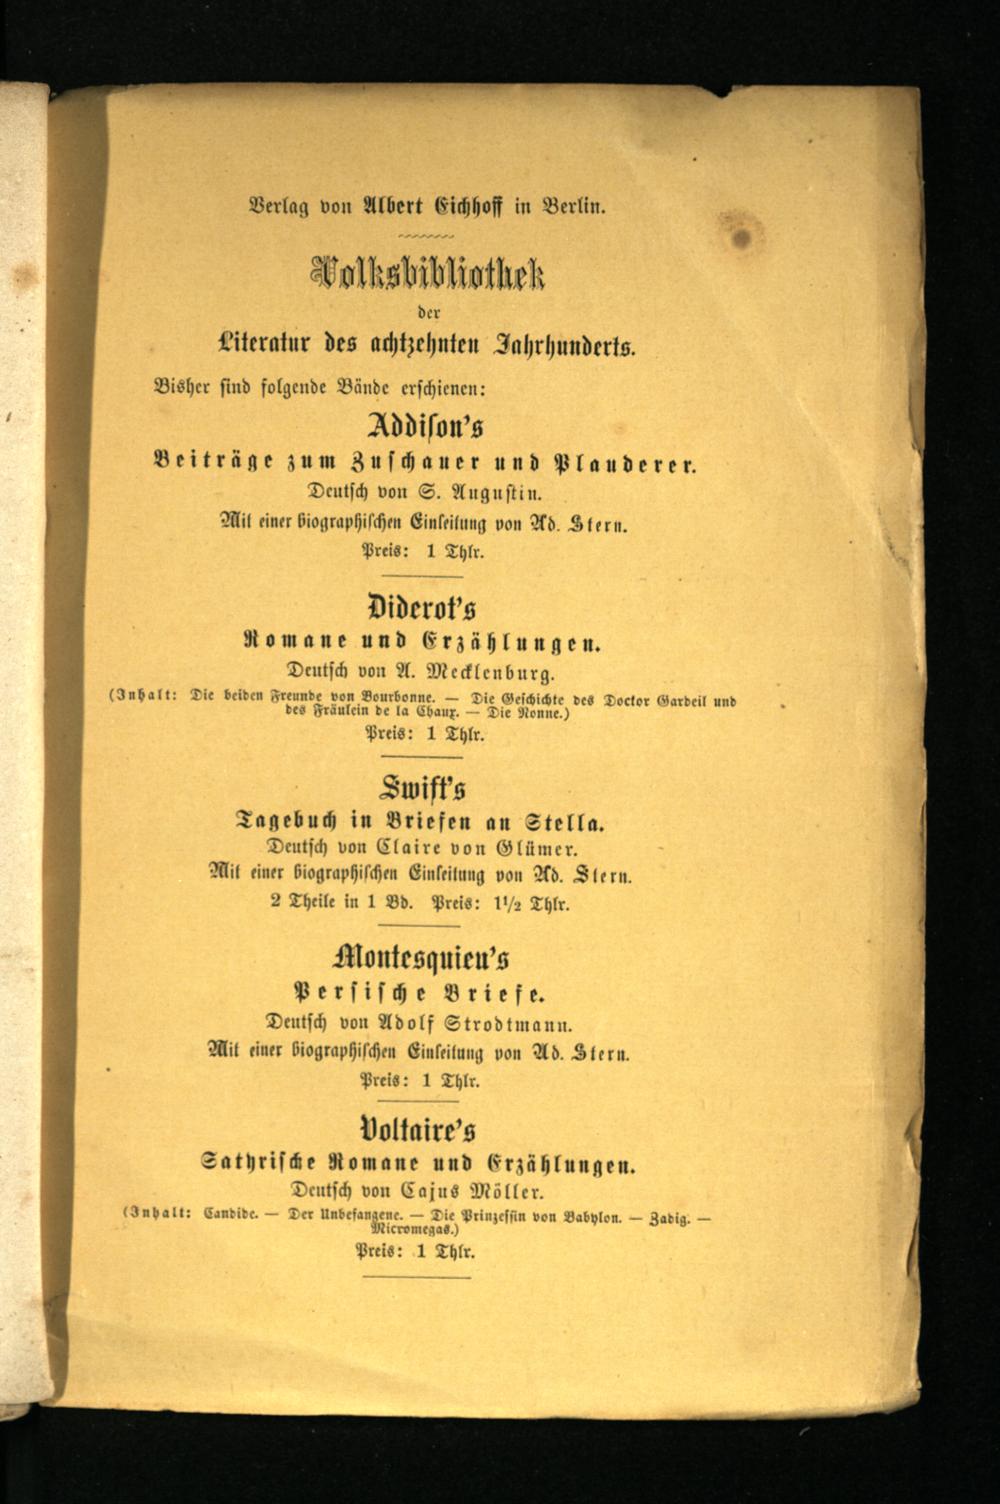 Verlag von Albert Eichhoff in Berlin.
Volksbibliothek
der
Literatur des achtzehnten Jahrhunderts.
Bisher sind folgende Bände erschienen:
Addison's
Beiträge zum Zuschauer und Plauderer.
Deutsch von S. Augustin.
Mit einer biographischen Einleitung von Ad. Stern.
Preis: 1 Thlr.
Diderot's
Romane und Erzählungen.
Deutsch von A. Mecklenburg.
(Inhalt: Die beiden Freunde von Bourbonne. — Die Geschichte des Doctor Gardeil und
des Fräulein de la Chaux. — Die Nonne.)
Preis: 1 Thlr.
Swift's
Tagebuch in Briefen an Stella.
Deutsch von Claire von Glümer.
Mit einer biographischen Einleitung von Ad. Stern.
2 Theile in 1 Bd. Preis: 1½ Thlr.
Montesquieu's
Persische Briefe.
Deutsch von Adolf Strodtmann.
Mit einer biographischen Einleitung von Ad. Stern.
Preis: 1 Thlr.
Voltaire's
Satyrische Romane und Erzählungen.
Deutsch von Cajus Möller.
(Inhalt: Candide. — Der Unbefangene. — Die Prinzessin von Babylon. — Zadig. —
Micromegas.)
Preis: 1 Thlr.